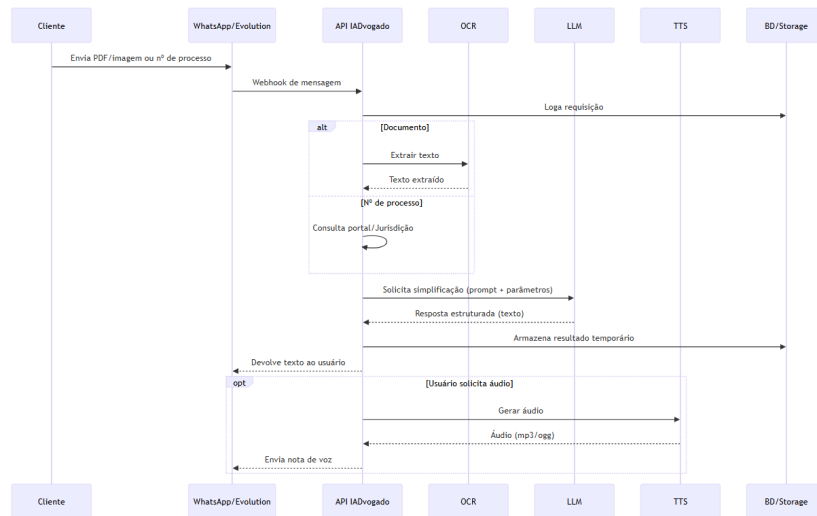 Cliente
WhatsApp/Evolution
API IADvogado
OCR
LLM
TTS
BD/Storage
Envia PDF/imagem ou nº de processo
Webhook de mensagem
Loga requisição
alt
[Documento]
Extrair texto
Texto extraído
[Nº de processo]
Consulta portal/Jurisdição
Solicita simplificação (prompt + parâmetros)
Resposta estruturada (texto)
Armazena resultado temporário
Devolve texto ao usuário
opt
[Usuário solicita áudio]
Gerar áudio
Áudio (mp3/ogg)
Envia nota de voz
Cliente
WhatsApp/Evolution
API IADvogado
OCR
LLM
TTS
BD/Storage